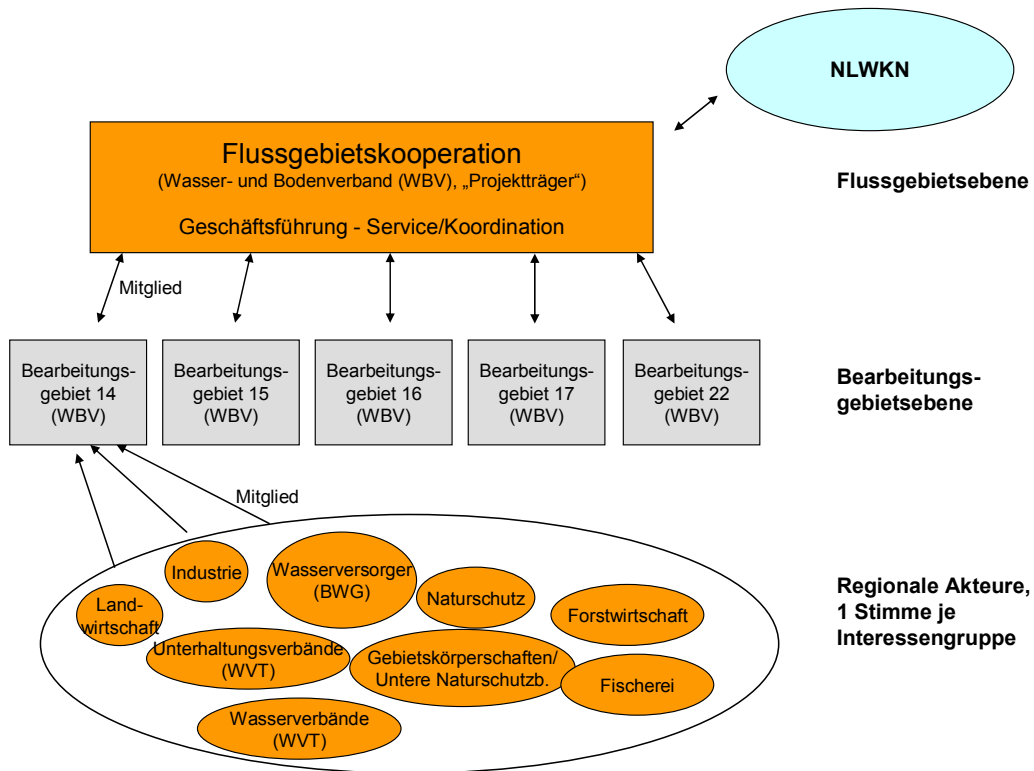 NLWKN
Flussgebietskooperation
(Wasser- und Bodenverband (WBV), „Projektträger“)
Geschäftsführung - Service/Koordination
Flussgebietsebene
Mitglied
Bearbeitungs-
gebiet 14
(WBV)
Bearbeitungs-
gebiet 15
(WBV)
Bearbeitungs-
gebiet 16
(WBV)
Bearbeitungs-
gebiet 17
(WBV)
Bearbeitungs-
gebiet 22
(WBV)
Bearbeitungs-
gebietsebene
Mitglied
Industrie
Wasserversorger
(BWG)
Naturschutz
Land-
wirtschaft
Forstwirtschaft
Unterhaltungsverbände
(WVT)
Gebietskörperschaften/
Untere Naturschutzb.
Fischerei
Wasserverbände
(WVT)
Regionale Akteure,
1 Stimme je
Interessengruppe